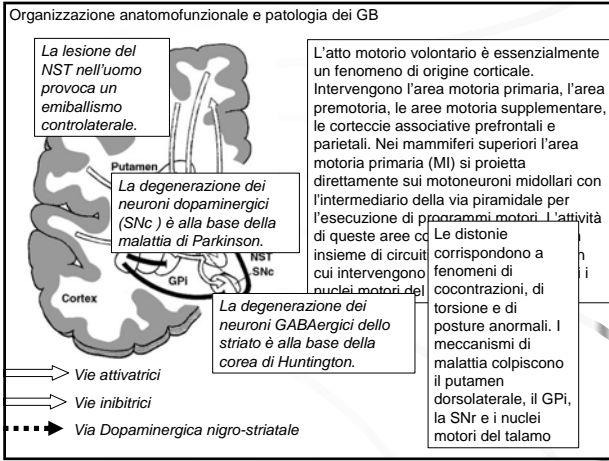 Organizzazione anatomofunzionale e patologia dei GB
La lesione del
NST nell'uomo
provoca un
emiballismo
controlaterale.
L'atto motorio volontario è essenzialmente
un fenomeno di origine corticale.
Intervengono l'area motoria primaria, l'area
premotoria, le aree motoria supplementare,
le corteccie associative prefrontali e
parietali. Nei mammiferi superiori l'area
motoria primaria (MI) si proietta
direttamente sui motoneuroni midollari con
l'intermediario della via piramidale per
l'esecuzione di programmi motori. L'attività
di queste aree
insieme di
cui intervengono
nuclei motori del
Putamen
La degenerazione dei
neuroni dopaminergici
(SNc ) è alla base della
malattia di Parkinson.
NST
SNc
GPi
Cortex
La degenerazione dei
neuroni GABAergici dello
striato è alla base della
corea di Huntington.
Le distonie
corrispondono a
fenomeni di
cocontrazioni, di
torsione e di
posture anormali. I
meccanismi di
malattia colpiscono
il putamen
dorsolaterale, il GPi,
la SNr e i nuclei
motori del talamo
Vie attivatrici
Vie inibitrici
Via Dopaminergica nigro-striatale